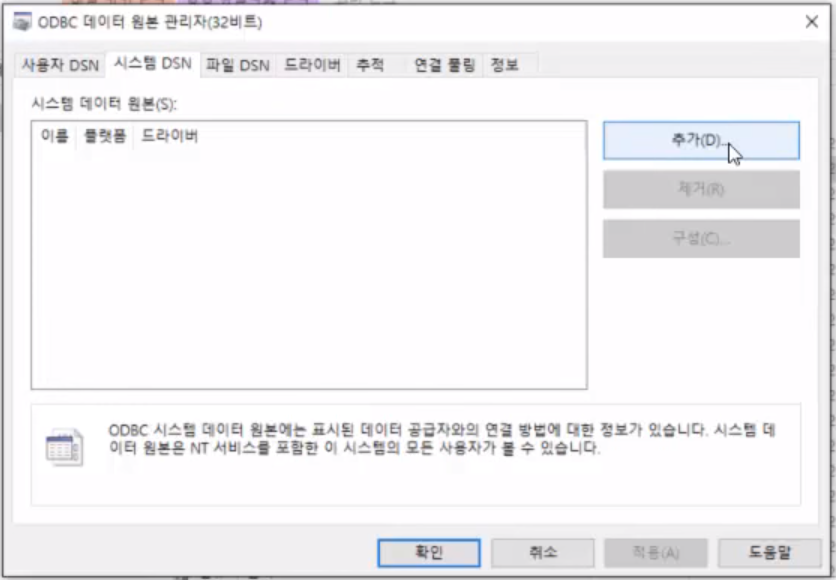 ODBC 데이터 원본 관리자(32비트)
사용자 DSN 시스템 DSN 파일 DSN 드라이버 추적 연결 풀링 정보
시스템 데이터 원본(S):
이름 플랫폼 드라이버
추가(D)...
제거(R)
구성(C)...
ODBC 시스템 데이터 원본에는 표시된 데이터 공급자와의 연결 방법에 대한 정보가 있습니다. 시스템 데
이터 원본은 NT 서비스를 포함한 이 시스템의 모든 사용자가 볼 수 있습니다.
확인 취소 적용(A) 도움말